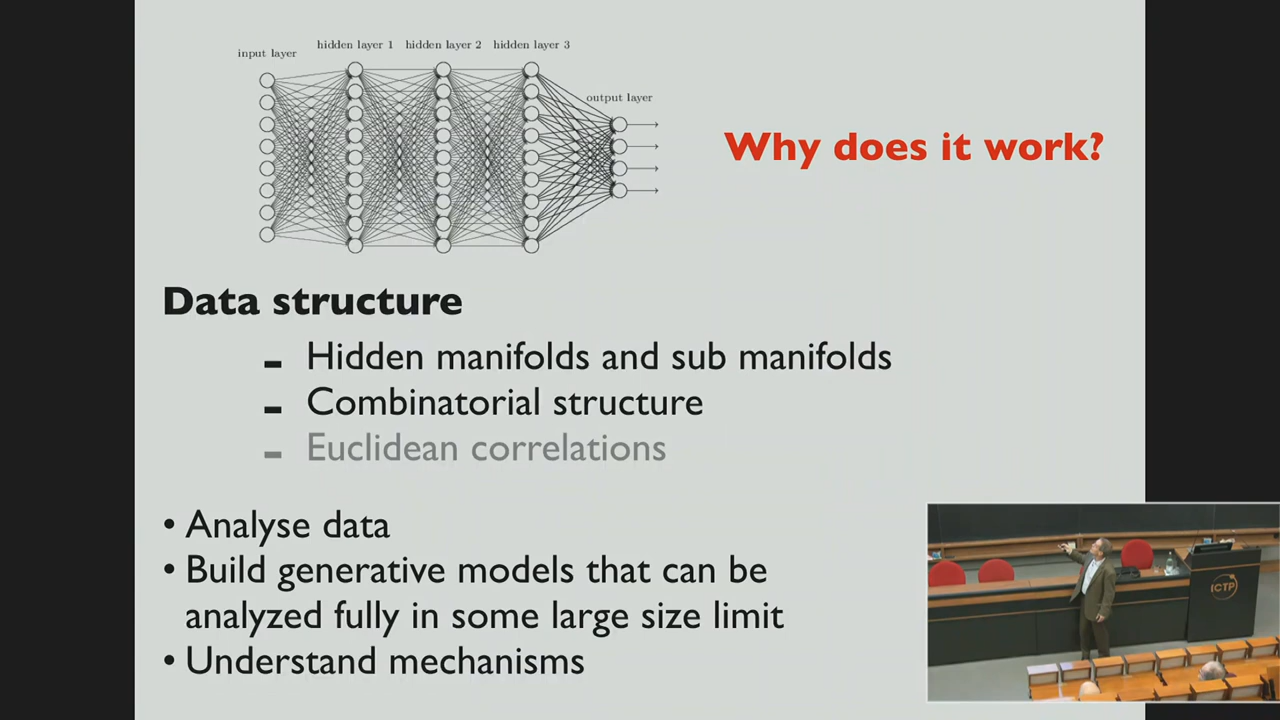 input layer
hidden layer 1 hidden layer 2 hidden layer 3
output layer
Why does it work?
Data structure
- Hidden manifolds and sub manifolds
- Combinatorial structure
- Euclidean correlations
• Analyse data
• Build generative models that can be
analyzed fully in some large size limit
• Understand mechanisms
ICTP